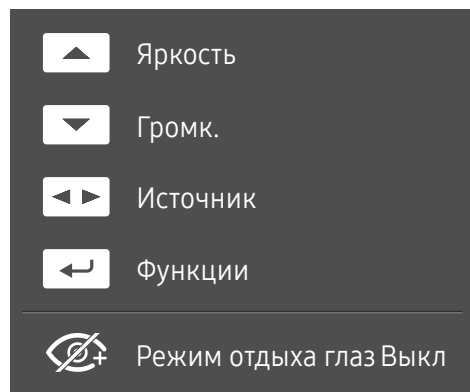 Яркость
Громк.
Источник
Функции
Режим отдыха глаз Выкл